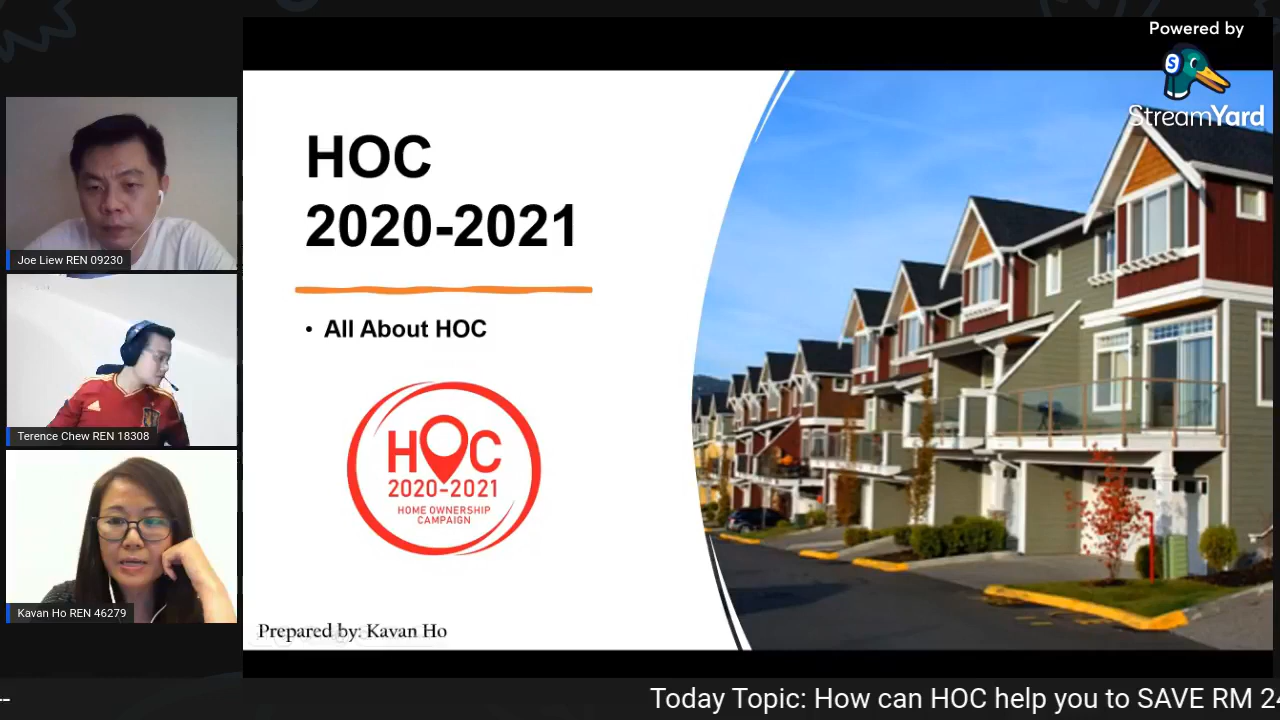 Powered by
StreamYard
HOC
2020-2021
• All About HOC
HOC
2020-2021
HOME OWNERSHIP
CAMPAIGN
Prepared by: Kavan Ho
Joe Liew REN 09230
Terence Chew REN 18308
Kavan Ho REN 46279
--
Today Topic: How can HOC help you to SAVE RM 24